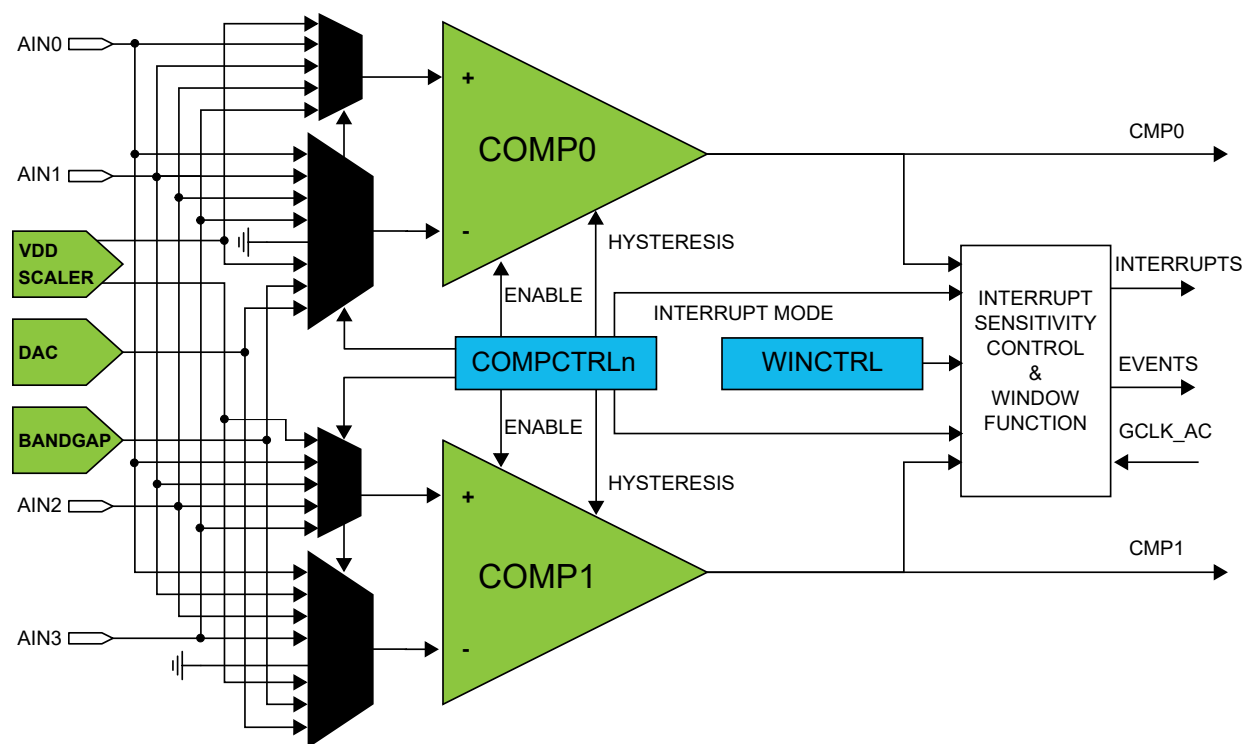 AIN0
+
COMP0
CMP0
AIN1
-
HYSTERESIS
VDD
SCALER
ENABLE
INTERRUPT MODE
INTERRUPT
SENSITIVITY
CONTROL
&
WINDOW
FUNCTION
INTERRUPTS
DAC
COMPCTRLn
WINCTRL
EVENTS
BANDGAP
ENABLE
GCLK_AC
HYSTERESIS
AIN2
+
COMP1
CMP1
AIN3
-